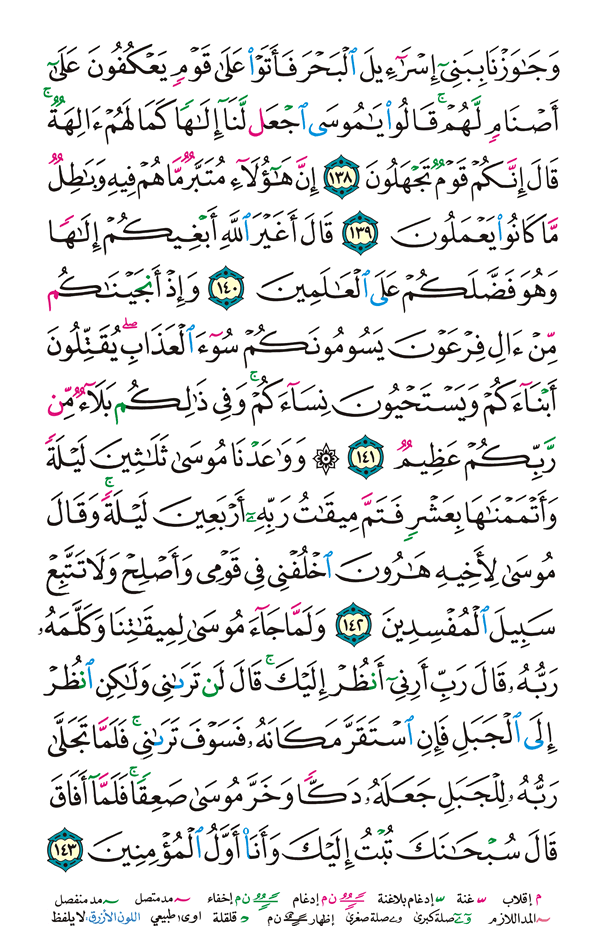 وَجَٰوَزۡنَا بِبَنِيٓ إِسۡرَٰٓءِيلَ ٱلۡبَحۡرَ فَأَتَوۡاْ عَلَىٰ قَوۡمٖ يَعۡكُفُونَ عَلَىٰٓ
أَصۡنَامٖ لَّهُمۡۚ قَالُواْ يَٰمُوسَى ٱجۡعَل لَّنَآ إِلَٰهٗا كَمَا لَهُمۡ ءَالِهَةٞۚ
قَالَ إِنَّكُمۡ قَوۡمٞ تَجۡهَلُونَ ١٣٨ إِنَّ هَٰٓؤُلَآءِ مُتَبَّرٞ مَّا هُمۡ فِيهِ وَبَٰطِلٞ
مَّا كَانُواْ يَعۡمَلُونَ ١٣٩ قَالَ أَغَيۡرَ ٱللَّهِ أَبۡغِيكُمۡ إِلَٰهٗا
وَهُوَ فَضَّلَكُمۡ عَلَى ٱلۡعَٰلَمِينَ ١٤٠ وَإِذۡ أَنجَيۡنَٰكُم
مِّنۡ ءَالِ فِرۡعَوۡنَ يَسُومُونَكُمۡ سُوٓءَ ٱلۡعَذَابِ يُقَتِّلُونَ
أَبۡنَآءَكُمۡ وَيَسۡتَحۡيُونَ نِسَآءَكُمۡۚ وَفِي ذَٰلِكُم بَلَآءٞ مِّن
رَّبِّكُمۡ عَظِيمٞ ١٤١ ۞ وَوَٰعَدۡنَا مُوسَىٰ ثَلَٰثِينَ لَيۡلَةٗ
وَأَتۡمَمۡنَٰهَا بِعَشۡرٖ فَتَمَّ مِيقَٰتُ رَبِّهِۦٓ أَرۡبَعِينَ لَيۡلَةٗۚ وَقَالَ
مُوسَىٰ لِأَخِيهِ هَٰرُونَ ٱخۡلُفۡنِي فِي قَوۡمِي وَأَصۡلِحۡ وَلَا تَتَّبِعۡ
سَبِيلَ ٱلۡمُفۡسِدِينَ ١٤٢ وَلَمَّا جَآءَ مُوسَىٰ لِمِيقَٰتِنَا وَكَلَّمَهُۥ
رَبُّهُۥ قَالَ رَبِّ أَرِنِيٓ أَنظُرۡ إِلَيۡكَۚ قَالَ لَن تَرَىٰنِي وَلَٰكِنِ ٱنظُرۡ
إِلَى ٱلۡجَبَلِ فَإِنِ ٱسۡتَقَرَّ مَكَانَهُۥ فَسَوۡفَ تَرَىٰنِيۚ فَلَمَّا تَجَلَّىٰ
رَبُّهُۥ لِلۡجَبَلِ جَعَلَهُۥ دَكّٗا وَخَرَّ مُوسَىٰ صَعِقٗاۚ فَلَمَّآ أَفَاقَ
قَالَ سُبۡحَٰنَكَ تُبۡتُ إِلَيۡكَ وَأَنَا۠ أَوَّلُ ٱلۡمُؤۡمِنِينَ ١٤٣
م إقلاب غنة إدغام بلاغنة ن م إدغام ن م إخفاء مد متصل مد منفصل
المد اللازم صلة كبرى صلة صغرى إظهار ن م قلقلة اوى طبيعي اللون الأزرق: لا يلفظ